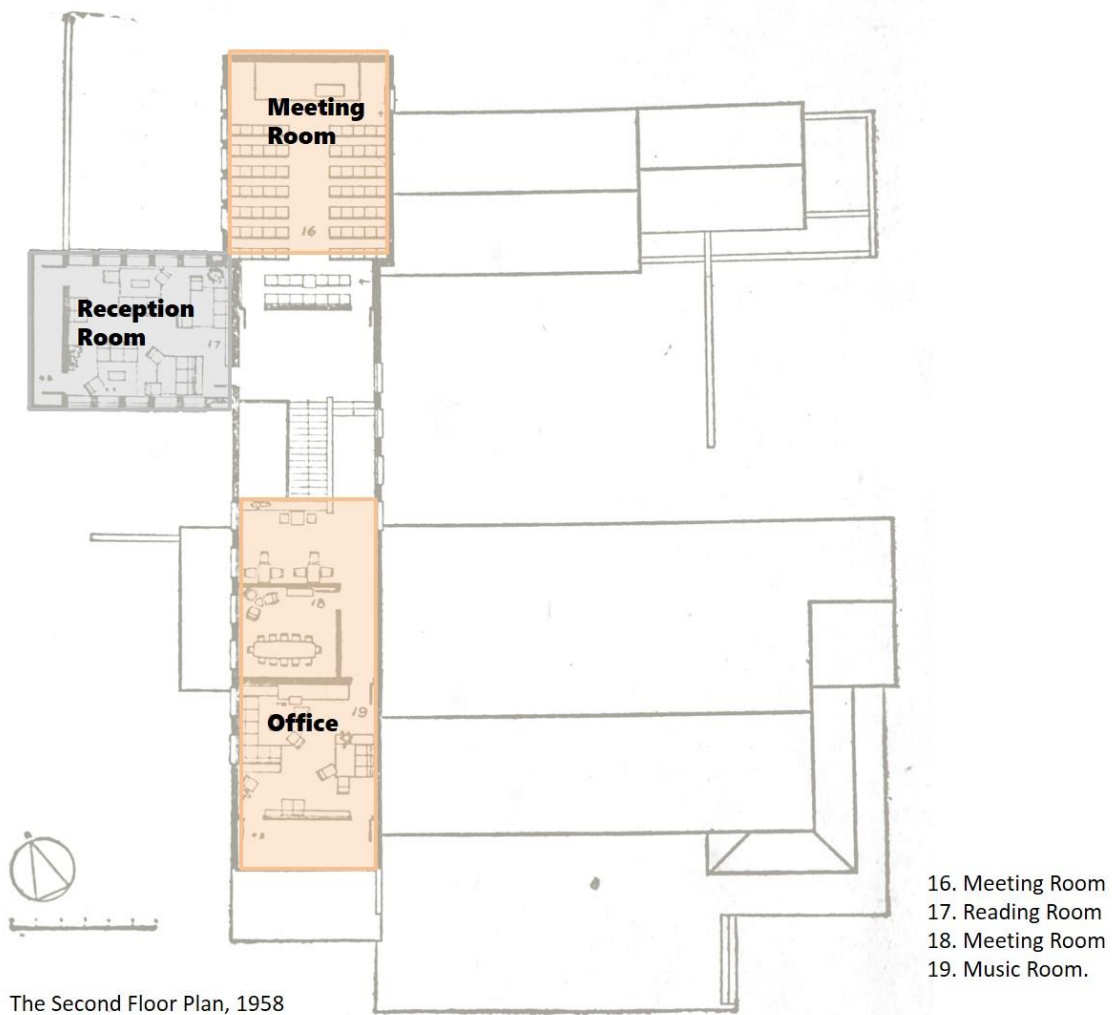 Meeting
Room
16
Reception
Room
17
18
19
Office
16. Meeting Room
17. Reading Room
18. Meeting Room
19. Music Room.
The Second Floor Plan, 1958